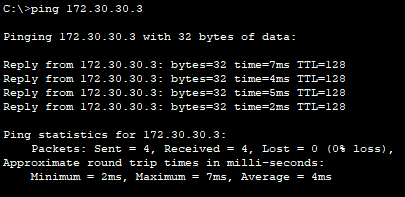 C:\>ping 172.30.30.3
Pinging 172.30.30.3 with 32 bytes of data:
Reply from 172.30.30.3: bytes=32 time=7ms TTL=128
Reply from 172.30.30.3: bytes=32 time=4ms TTL=128
Reply from 172.30.30.3: bytes=32 time=5ms TTL=128
Reply from 172.30.30.3: bytes=32 time=2ms TTL=128
Ping statistics for 172.30.30.3:
Packets: Sent = 4, Received = 4, Lost = 0 (0% loss),
Approximate round trip times in milli-seconds:
Minimum = 2ms, Maximum = 7ms, Average = 4ms